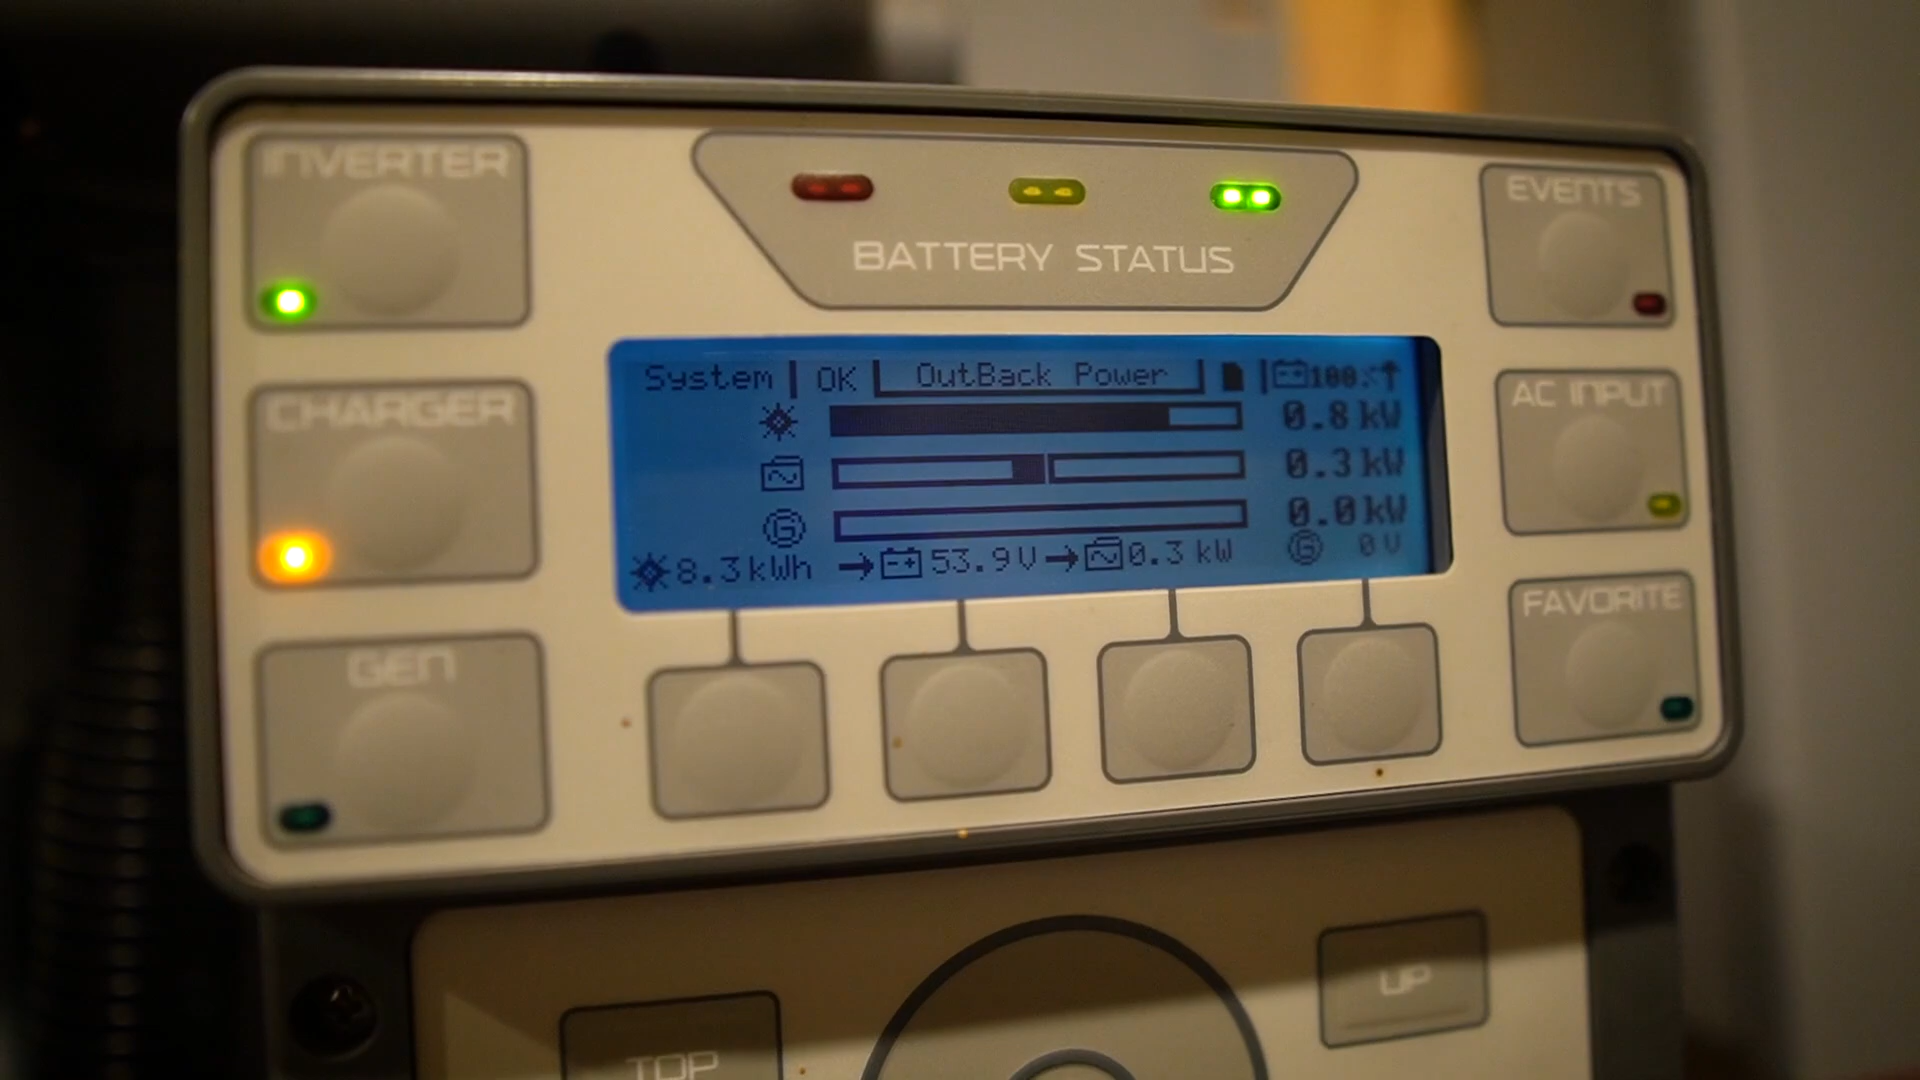 INVERTER
BATTERY STATUS
EVENTS
System | OK OutBack Power 100%
0.8 kW
0.3 kW
G 0.0 kW
8.3 kWh 53.9 V 0.3 kW G 0 V
CHARGER
AC INPUT
GEN
FAVORITE
TOP
UP